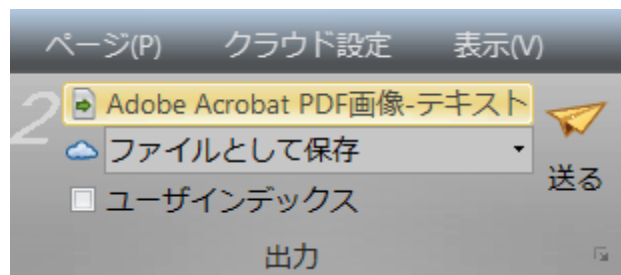 ページ(P) クラウド設定 表示(V)
2
Adobe Acrobat PDF画像-テキスト
ファイルとして保存
送る
ユーザインデックス
出力